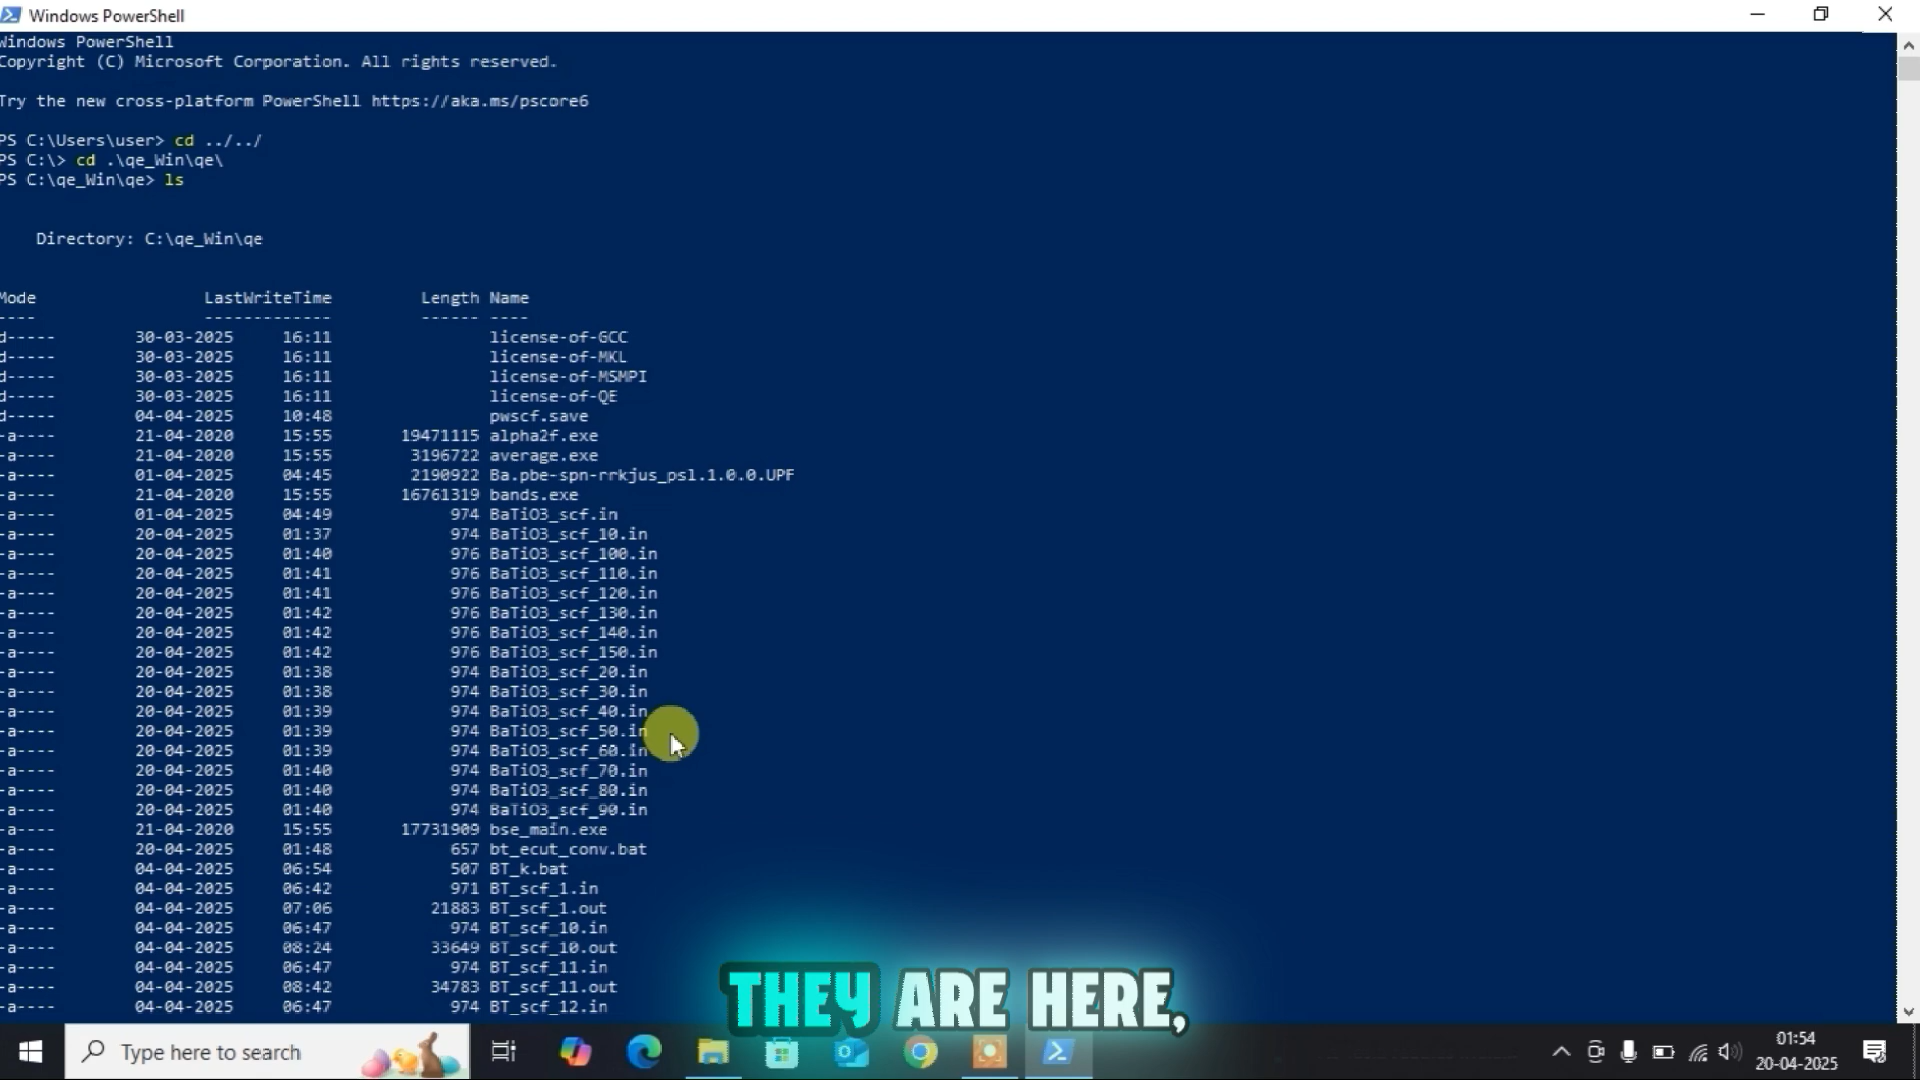 Windows PowerShell
Windows PowerShell
Copyright (C) Microsoft Corporation. All rights reserved.
Try the new cross-platform PowerShell https://aka.ms/pscore6
PS C:\Users\user> cd ../../
PS C:\> cd .\qe_Win\qe\
PS C:\qe_Win\qe> ls
Directory: C:\qe_Win\qe
Mode LastWriteTime Length Name
---- ------------- ------ ----
d----- 30-03-2025 16:11 license-of-GCC
d----- 30-03-2025 16:11 license-of-MKL
d----- 30-03-2025 16:11 license-of-MSMPI
d----- 30-03-2025 16:11 license-of-QE
d----- 04-04-2025 10:48 pwscf.save
-a---- 21-04-2020 15:55 19471115 alpha2f.exe
-a---- 21-04-2020 15:55 3196722 average.exe
-a---- 01-04-2025 04:45 2190922 Ba.pbe-spn-rrkjus_psl.1.0.0.UPF
-a---- 21-04-2020 15:55 16761319 bands.exe
-a---- 01-04-2025 04:49 974 BaTiO3_scf.in
-a---- 20-04-2025 01:37 974 BaTiO3_scf_10.in
-a---- 20-04-2025 01:40 976 BaTiO3_scf_100.in
-a---- 20-04-2025 01:41 976 BaTiO3_scf_110.in
-a---- 20-04-2025 01:41 976 BaTiO3_scf_120.in
-a---- 20-04-2025 01:42 976 BaTiO3_scf_130.in
-a---- 20-04-2025 01:42 976 BaTiO3_scf_140.in
-a---- 20-04-2025 01:42 976 BaTiO3_scf_150.in
-a---- 20-04-2025 01:38 974 BaTiO3_scf_20.in
-a---- 20-04-2025 01:38 974 BaTiO3_scf_30.in
-a---- 20-04-2025 01:39 974 BaTiO3_scf_40.in
-a---- 20-04-2025 01:39 974 BaTiO3_scf_50.in
-a---- 20-04-2025 01:39 974 BaTiO3_scf_60.in
-a---- 20-04-2025 01:40 974 BaTiO3_scf_70.in
-a---- 20-04-2025 01:40 974 BaTiO3_scf_80.in
-a---- 20-04-2025 01:40 974 BaTiO3_scf_90.in
-a---- 21-04-2020 15:55 17731909 bse_main.exe
-a---- 20-04-2025 01:48 657 bt_ecut_conv.bat
-a---- 04-04-2025 06:54 507 BT_k.bat
-a---- 04-04-2025 06:42 971 BT_scf_1.in
-a---- 04-04-2025 07:06 21883 BT_scf_1.out
-a---- 04-04-2025 06:47 974 BT_scf_10.in
-a---- 04-04-2025 08:24 33649 BT_scf_10.out
-a---- 04-04-2025 06:47 974 BT_scf_11.in
-a---- 04-04-2025 08:42 34783 BT_scf_11.out
-a---- 04-04-2025 06:47 974 BT_scf_12.in
THEY ARE HERE,
Type here to search
01:54
20-04-2025